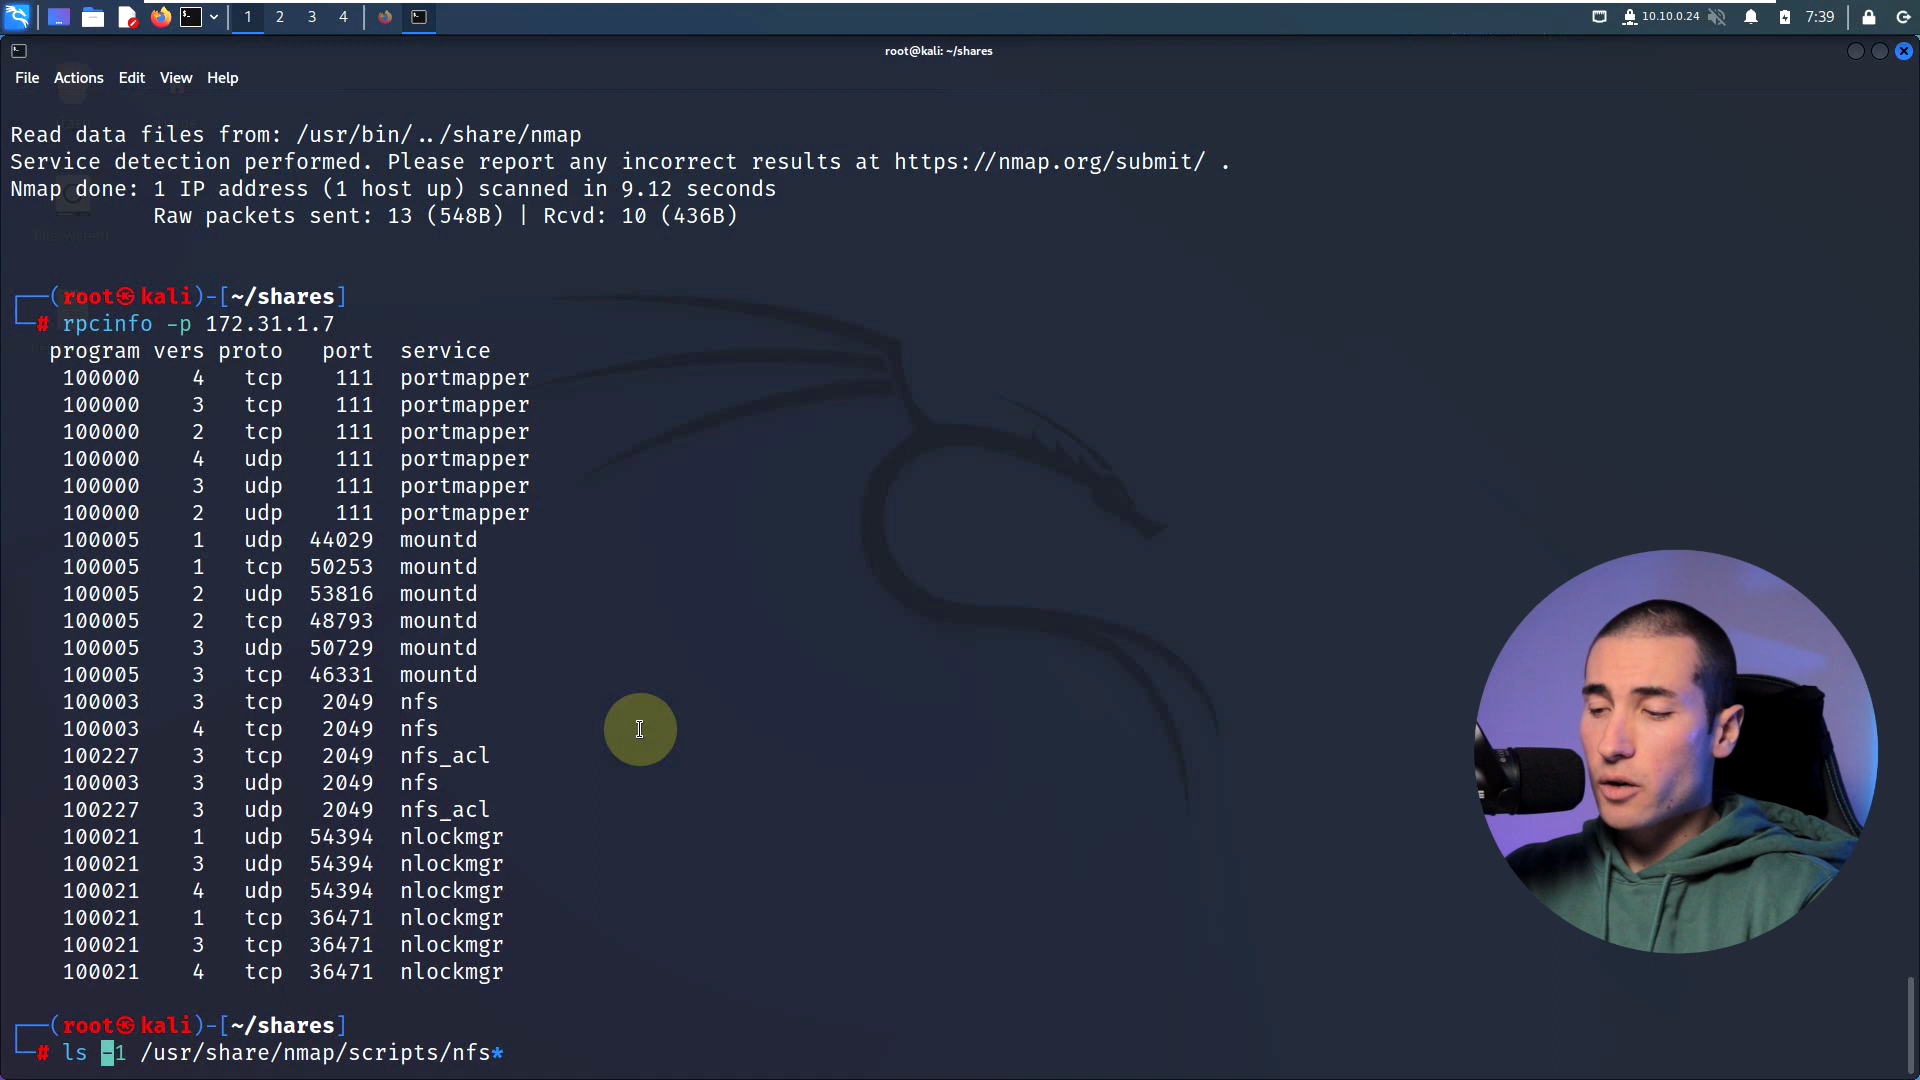 1 2 3 4
10.10.0.24
7:39
root@kali: ~/shares
File Actions Edit View Help
Read data files from: /usr/bin/../share/nmap
Service detection performed. Please report any incorrect results at https://nmap.org/submit/ .
Nmap done: 1 IP address (1 host up) scanned in 9.12 seconds
Raw packets sent: 13 (548B) | Rcvd: 10 (436B)
(root㉿kali)-[~/shares]
# rpcinfo -p 172.31.1.7
program vers proto port service
100000 4 tcp 111 portmapper
100000 3 tcp 111 portmapper
100000 2 tcp 111 portmapper
100000 4 udp 111 portmapper
100000 3 udp 111 portmapper
100000 2 udp 111 portmapper
100005 1 udp 44029 mountd
100005 1 tcp 50253 mountd
100005 2 udp 53816 mountd
100005 2 tcp 48793 mountd
100005 3 udp 50729 mountd
100005 3 tcp 46331 mountd
100003 3 tcp 2049 nfs
100003 4 tcp 2049 nfs
100227 3 tcp 2049 nfs_acl
100003 3 udp 2049 nfs
100227 3 udp 2049 nfs_acl
100021 1 udp 54394 nlockmgr
100021 3 udp 54394 nlockmgr
100021 4 udp 54394 nlockmgr
100021 1 tcp 36471 nlockmgr
100021 3 tcp 36471 nlockmgr
100021 4 tcp 36471 nlockmgr
(root㉿kali)-[~/shares]
# ls -1 /usr/share/nmap/scripts/nfs*